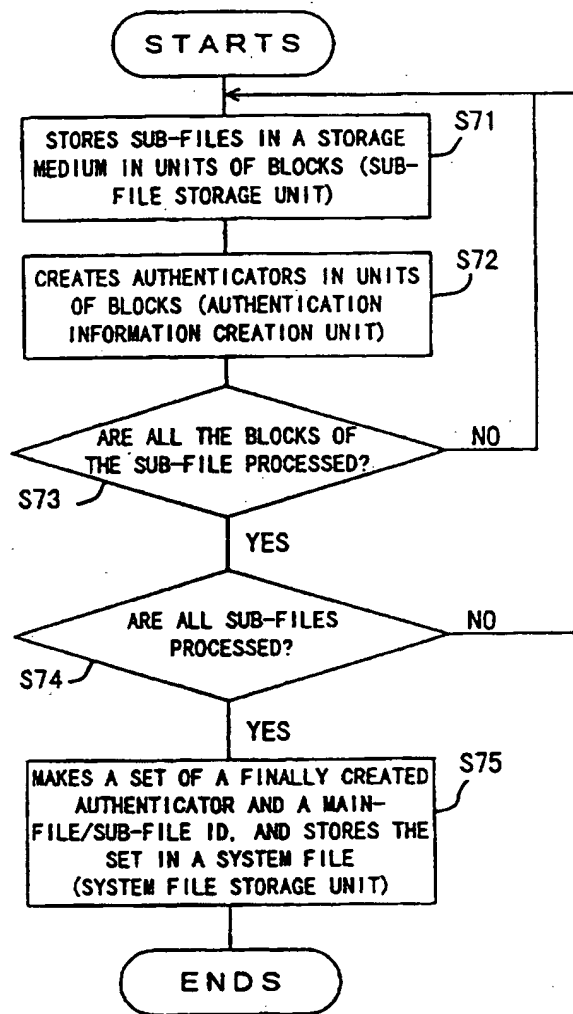 STARTS
S71
STORES SUB-FILES IN A STORAGE
MEDIUM IN UNITS OF BLOCKS (SUB-
FILE STORAGE UNIT)
S72
CREATES AUTHENTICATORS IN UNITS
OF BLOCKS (AUTHENTICATION
INFORMATION CREATION UNIT)
ARE ALL THE BLOCKS OF
THE SUB-FILE PROCESSED?
NO
S73
YES
ARE ALL SUB-FILES
PROCESSED?
NO
S74
YES
S75
MAKES A SET OF A FINALLY CREATED
AUTHENTICATOR AND A MAIN-
FILE/SUB-FILE ID, AND STORES THE
SET IN A SYSTEM FILE
(SYSTEM FILE STORAGE UNIT)
ENDS